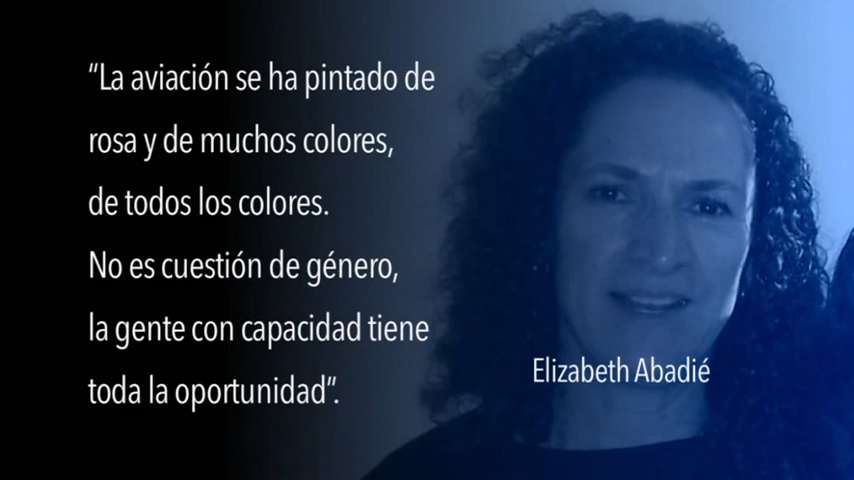 “La aviación se ha pintado de
rosa y de muchos colores,
de todos los colores.
No es cuestión de género,
la gente con capacidad tiene
toda la oportunidad”.
Elizabeth Abadié